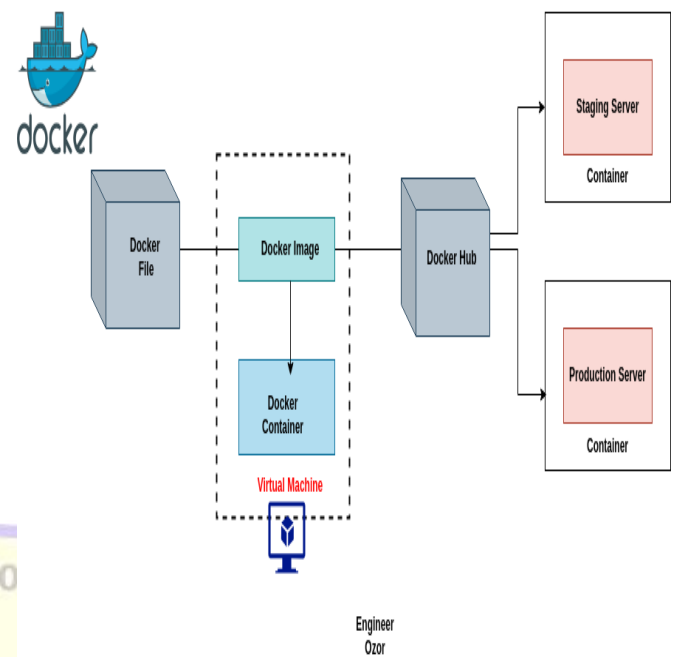 docker
Docker
File
Docker Image
Docker
Container
Virtual Machine
Docker Hub
Staging Server
Container
Production Server
Container
Engineer
Ozor